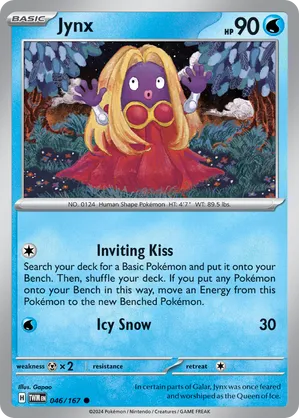 BASIC
Jynx
HP 90
NO. 0124 Human Shape Pokémon HT: 4'7" WT: 89.5 lbs.
Inviting Kiss
Search your deck for a Basic Pokémon and put it onto your
Bench. Then, shuffle your deck. If you put any Pokémon
onto your Bench in this way, move an Energy from this
Pokémon to the new Benched Pokémon.
Icy Snow 30
weakness ×2 resistance retreat
Illus. Gapao
In certain parts of Galar, Jynx was once feared
and worshiped as the Queen of Ice.
H TWM EN 046/167
©2024 Pokémon / Nintendo / Creatures / GAME FREAK